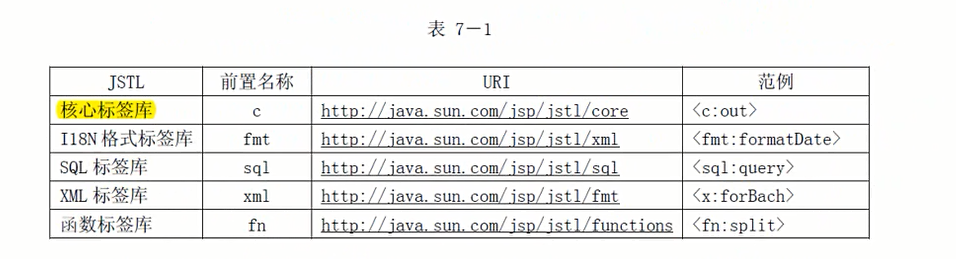 表 7－1
JSTL 前置名称 URI 范例
核心标签库 c http://java.sun.com/jsp/jstl/core <c:out>
I18N 格式标签库 fmt http://java.sun.com/jsp/jstl/xml <fmt:formatDate>
SQL 标签库 sql http://java.sun.com/jsp/jstl/sql <sql:query>
XML 标签库 xml http://java.sun.com/jsp/jstl/fmt <x:forBach>
函数标签库 fn http://java.sun.com/jsp/jstl/functions <fn:split>